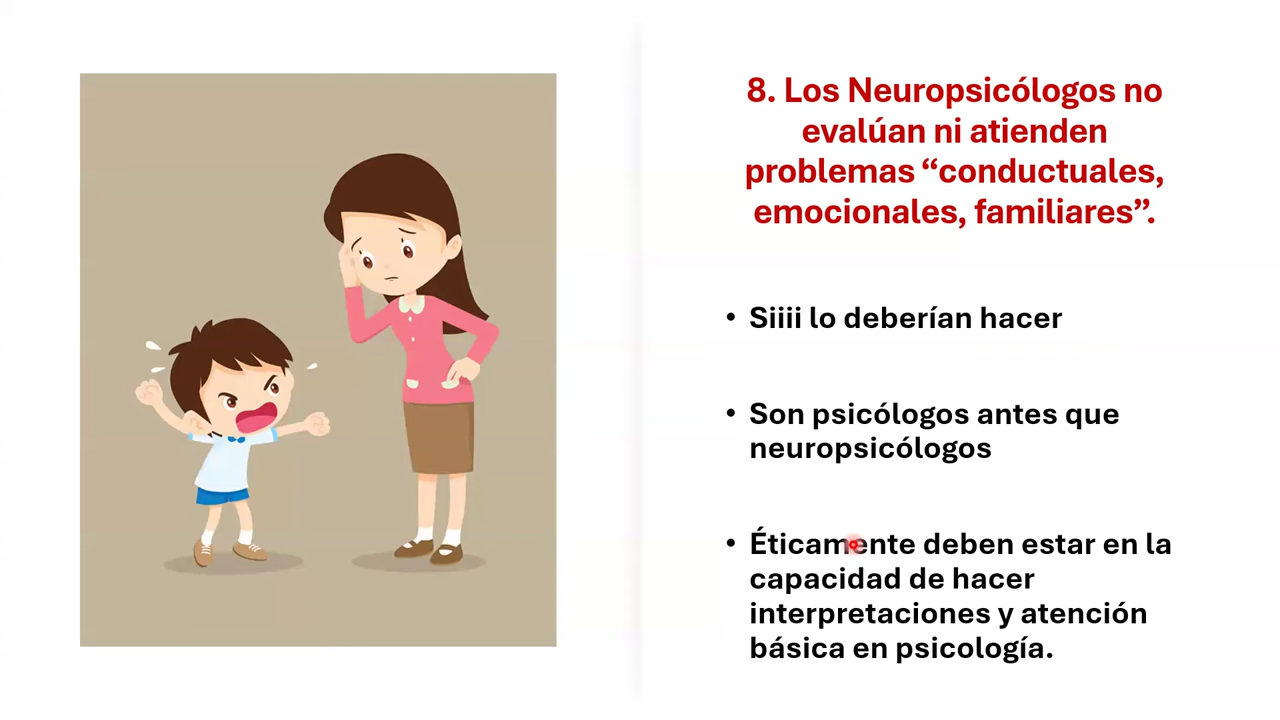 8. Los Neuropsicólogos no
evalúan ni atienden
problemas “conductuales,
emocionales, familiares”.
• Siiii lo deberían hacer
• Son psicólogos antes que
neuropsicólogos
• Éticamente deben estar en la
capacidad de hacer
interpretaciones y atención
básica en psicología.